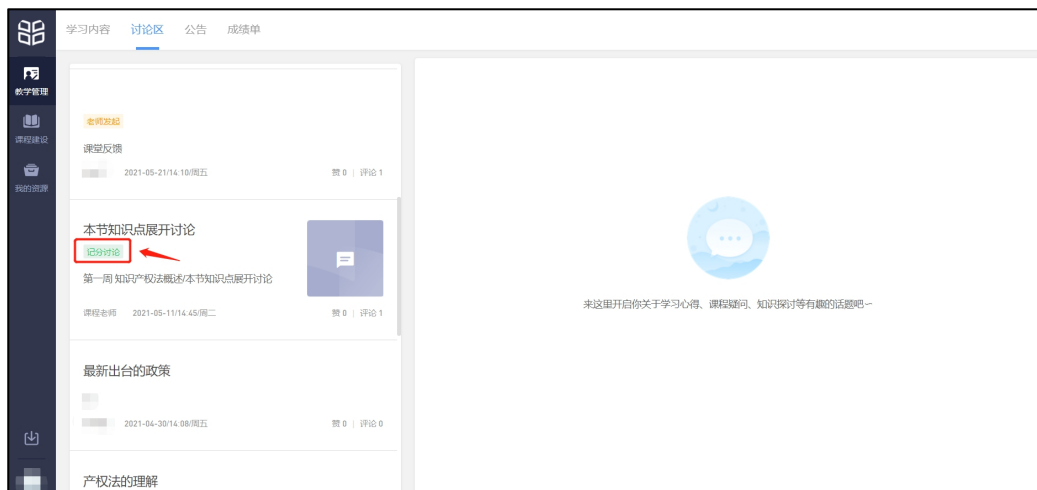 学习内容 讨论区 公告 成绩单
教学管理
课程建设
我的资源
老师发起
课堂反馈
2021-05-21/14:10/周五 赞 0 | 评论 1
本节知识点展开讨论
记分讨论
第一周 知识产权法概述/本节知识点展开讨论
课程老师 2021-05-11/14:45/周二 赞 0 | 评论 1
最新出台的政策
2021-04-30/14:08/周五 赞 0 | 评论 0
产权法的理解
来这里开启你关于学习心得、课程疑问、知识探讨等有趣的话题吧~